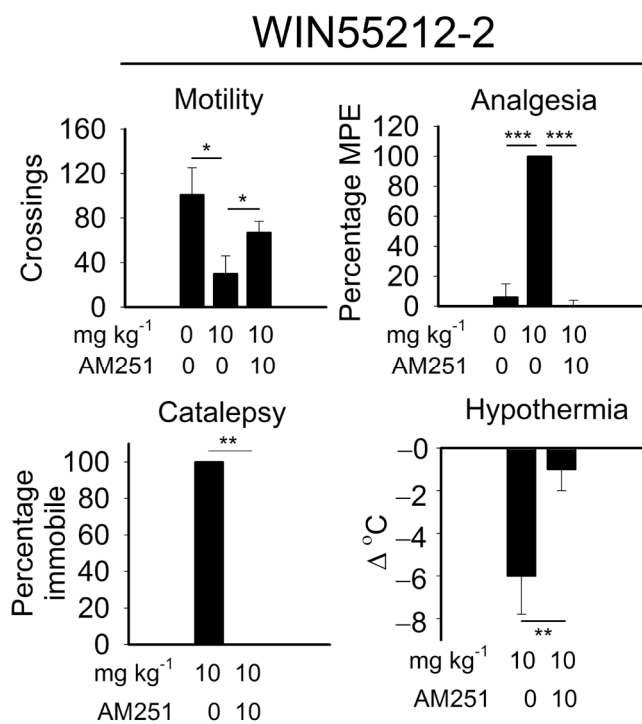 WIN55212-2
Motility
Crossings
160
120
80
40
0
*
*
mg kg⁻¹ 0 10 10
AM251 0 0 10
Analgesia
Percentage MPE
120
100
80
60
40
20
0
*** ***
mg kg⁻¹ 0 10 10
AM251 0 0 10
Catalepsy
Percentage
immobile
100
80
60
40
20
0
**
mg kg⁻¹ 10 10
AM251 0 10
Hypothermia
Δ ºC
–0
–2
–4
–6
–8
**
mg kg⁻¹ 10 10
AM251 0 10